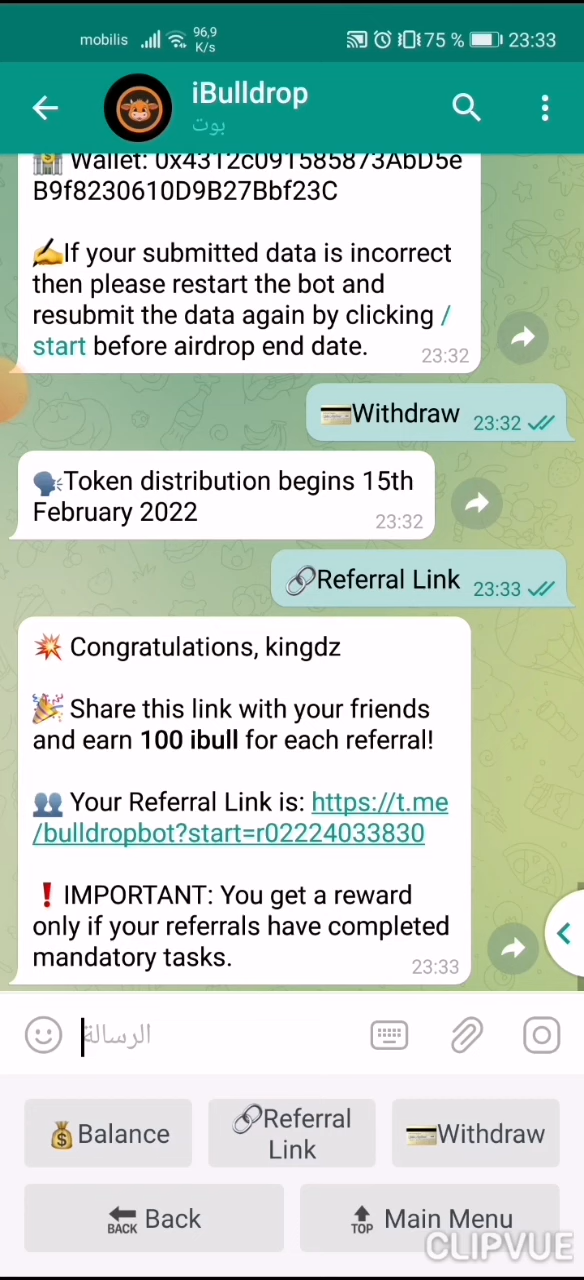 mobilis 96,9 K/s 75 % 23:33
iBulldrop
بوت
Wallet: 0x4312c091585873AbD5e
B9f8230610D9B27Bbf23C
✍️If your submitted data is incorrect
then please restart the bot and
resubmit the data again by clicking /
start before airdrop end date. 23:32
💳Withdraw 23:32
🗣Token distribution begins 15th
February 2022 23:32
🔗Referral Link 23:33
💥 Congratulations, kingdz
🎉 Share this link with your friends
and earn 100 ibull for each referral!
👥 Your Referral Link is: https://t.me
/bulldropbot?start=r02224033830
❗ IMPORTANT: You get a reward
only if your referrals have completed
mandatory tasks. 23:33
الرسالة
💰Balance
🔗Referral
Link
💳Withdraw
🔙 Back
🔝 Main Menu
CLIPVUE